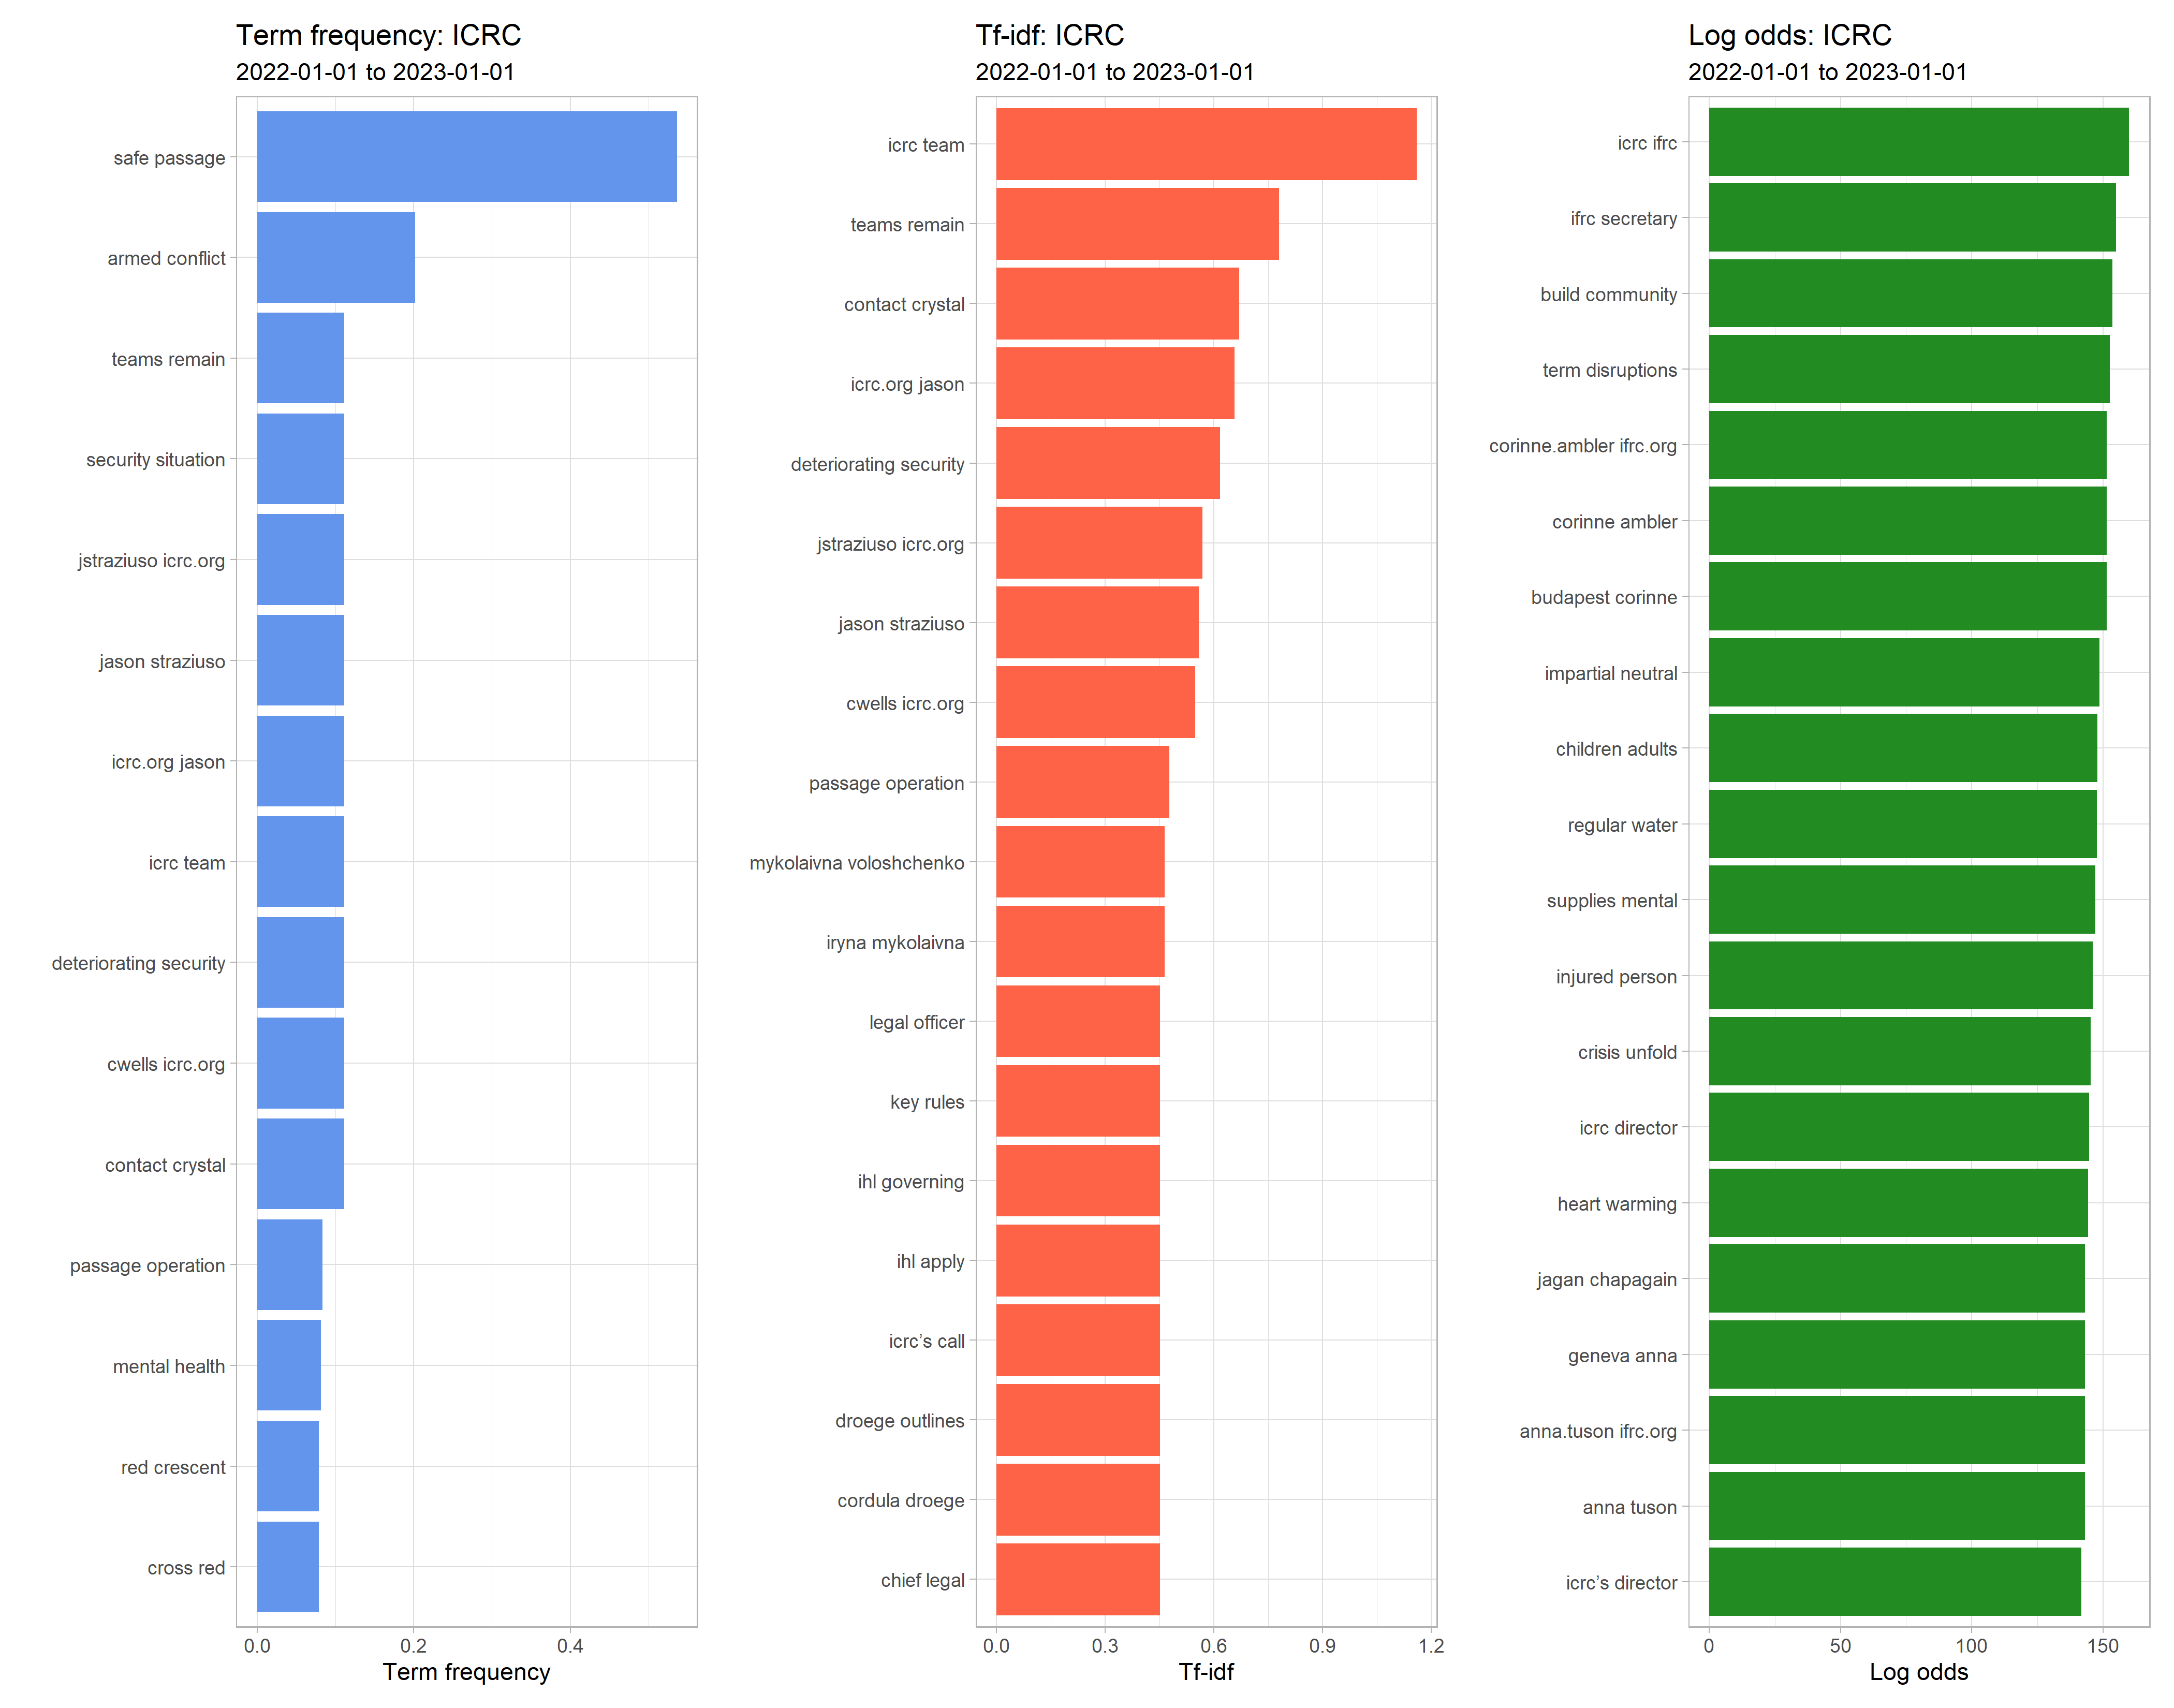 Term frequency: ICRC
2022-01-01 to 2023-01-01
safe passage
armed conflict
teams remain
security situation
jstraziuso icrc.org
jason straziuso
icrc.org jason
icrc team
deteriorating security
cwells icrc.org
contact crystal
passage operation
mental health
red crescent
cross red
0.0 0.2 0.4
Term frequency
Tf-idf: ICRC
2022-01-01 to 2023-01-01
icrc team
teams remain
contact crystal
icrc.org jason
deteriorating security
jstraziuso icrc.org
jason straziuso
cwells icrc.org
passage operation
mykolaivna voloshchenko
iryna mykolaivna
legal officer
key rules
ihl governing
ihl apply
icrc’s call
droege outlines
cordula droege
chief legal
0.0 0.3 0.6 0.9 1.2
Tf-idf
Log odds: ICRC
2022-01-01 to 2023-01-01
icrc ifrc
ifrc secretary
build community
term disruptions
corinne.ambler ifrc.org
corinne ambler
budapest corinne
impartial neutral
children adults
regular water
supplies mental
injured person
crisis unfold
icrc director
heart warming
jagan chapagain
geneva anna
anna.tuson ifrc.org
anna tuson
icrc’s director
0 50 100 150
Log odds